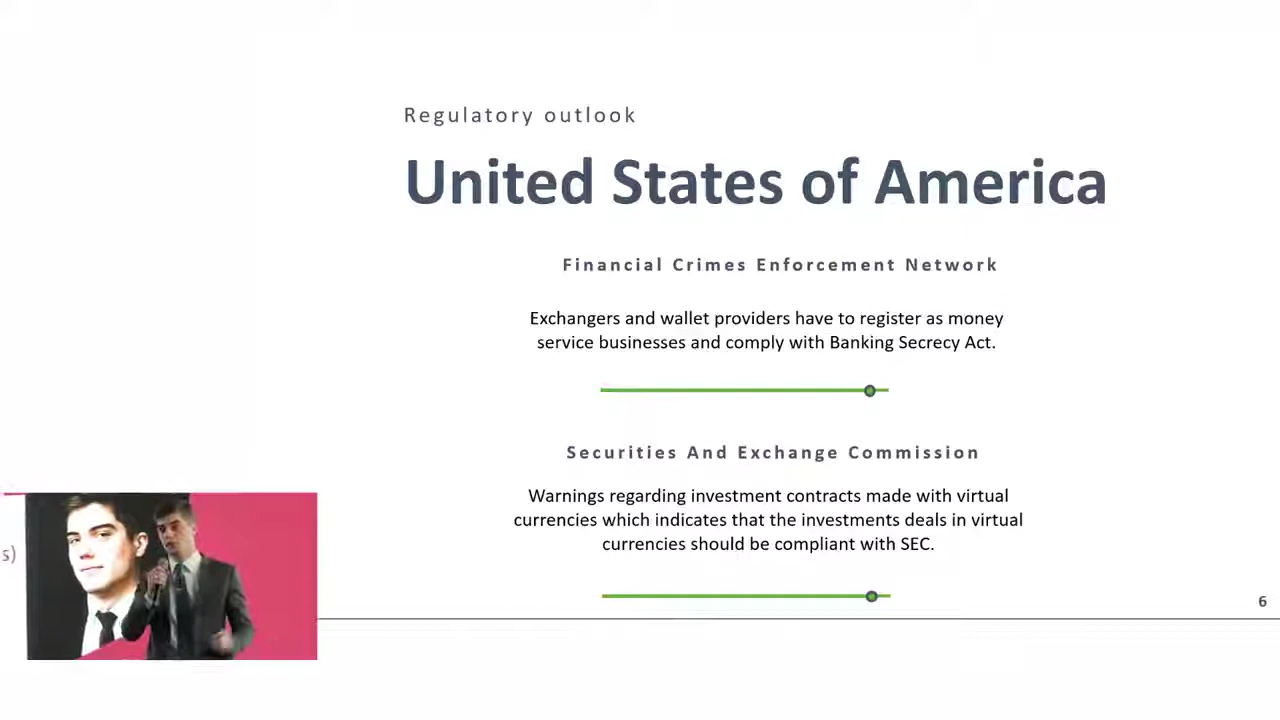 Regulatory outlook
United States of America
Financial Crimes Enforcement Network
Exchangers and wallet providers have to register as money
service businesses and comply with Banking Secrecy Act.
Securities And Exchange Commission
Warnings regarding investment contracts made with virtual
currencies which indicates that the investments deals in virtual
currencies should be compliant with SEC.
s)
6